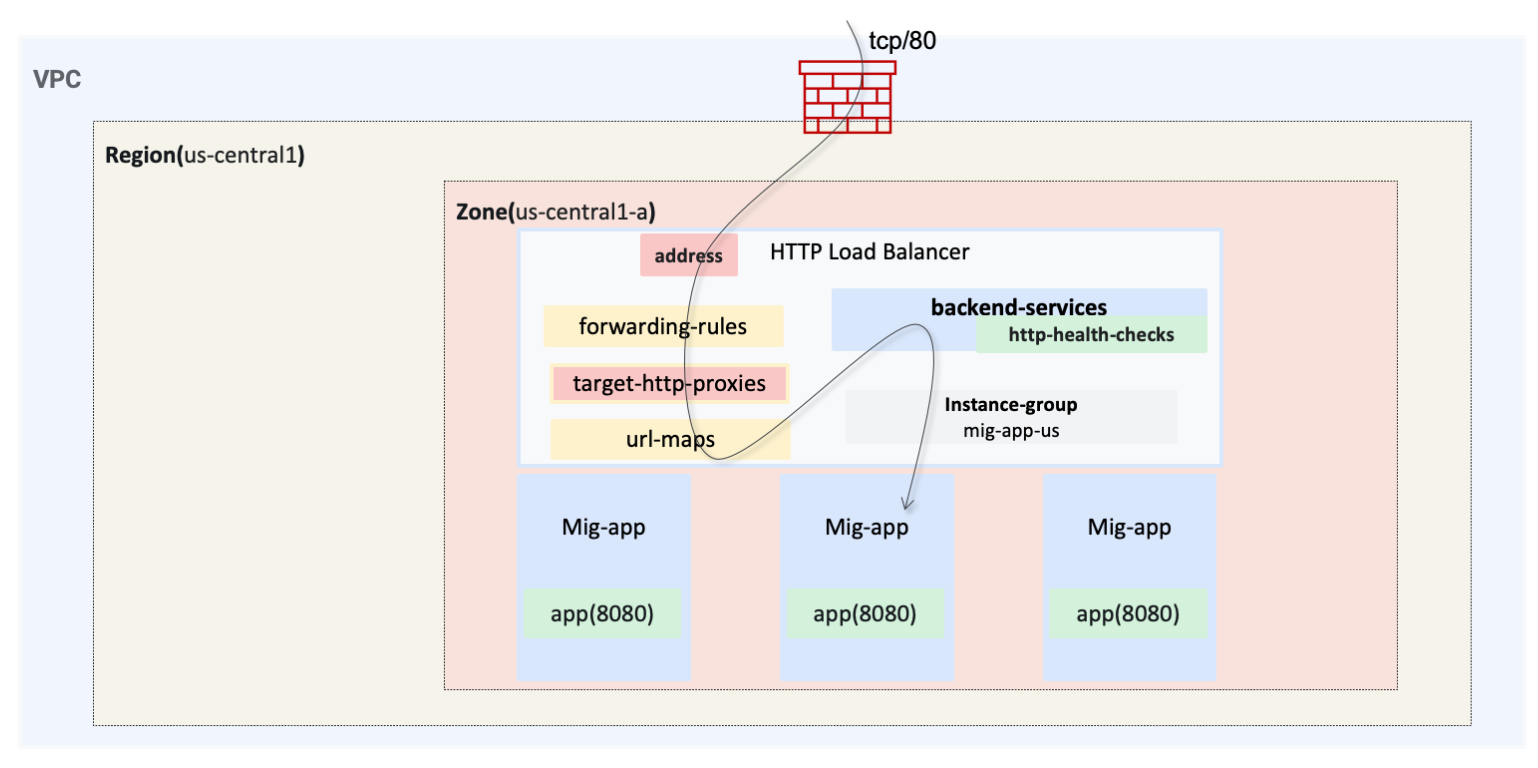 tcp/80
VPC
Region(us-central1)
Zone(us-central1-a)
address
HTTP Load Balancer
forwarding-rules
target-http-proxies
url-maps
backend-services
http-health-checks
Instance-group
mig-app-us
Mig-app
app(8080)
Mig-app
app(8080)
Mig-app
app(8080)